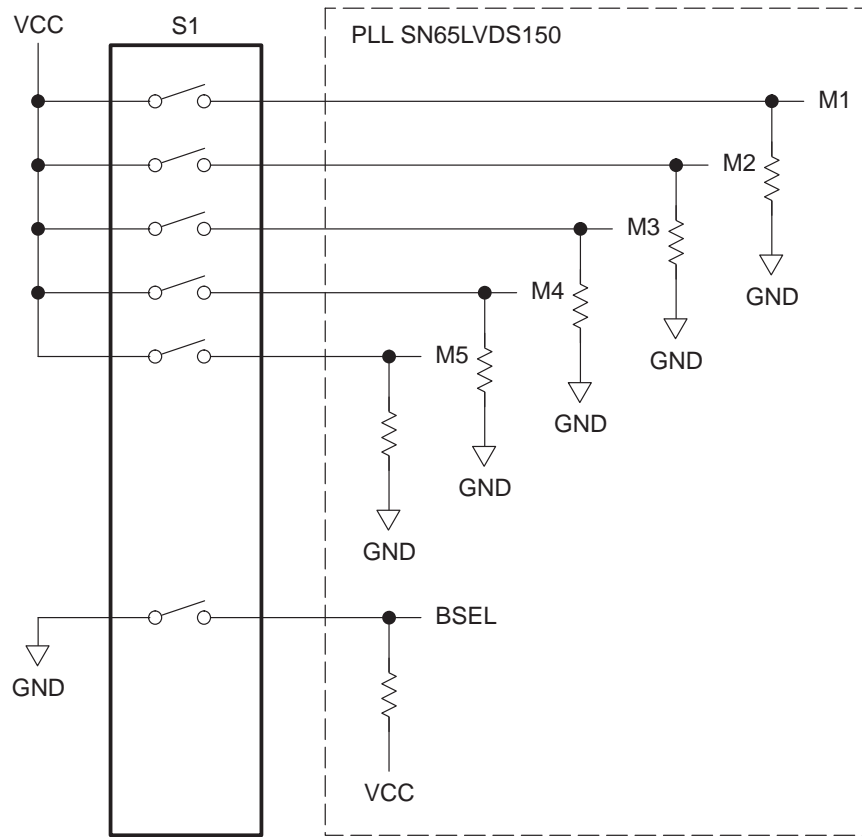 VCC
S1
PLL SN65LVDS150
M1
M2
M3
GND
M4
GND
M5
GND
GND
GND
BSEL
GND
VCC